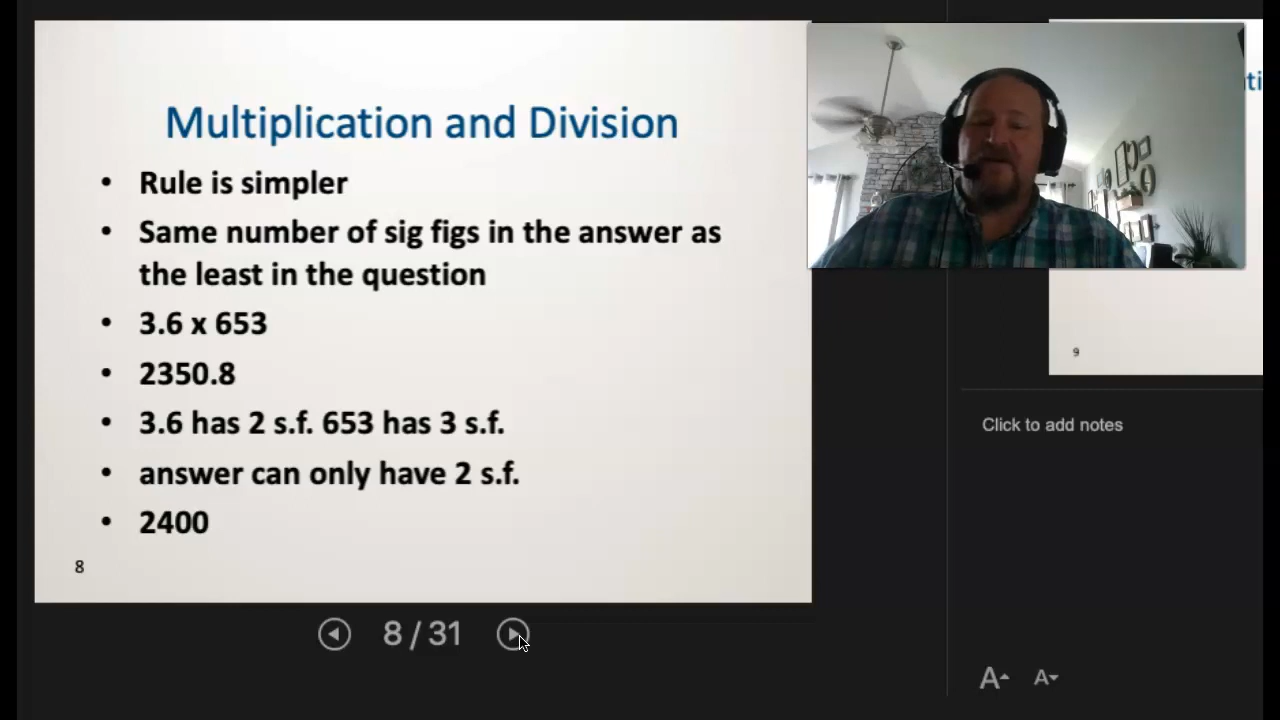 Multiplication and Division
• Rule is simpler
• Same number of sig figs in the answer as
the least in the question
• 3.6 x 653
• 2350.8
• 3.6 has 2 s.f. 653 has 3 s.f.
• answer can only have 2 s.f.
• 2400
8
8 / 31
9
Click to add notes
A A